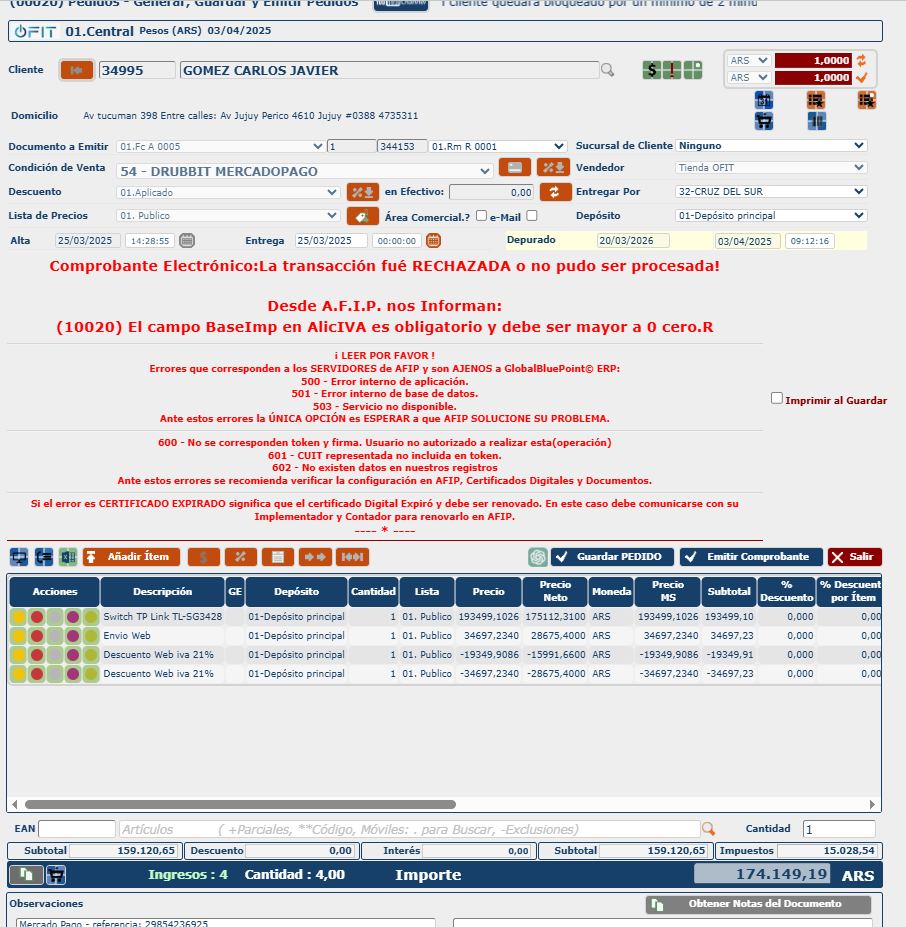 (00020) Pedidos - Generar, Guardar y Emitir Pedidos
l cliente quedará bloqueado por un mínimo de 2 minu
OFIT 01.Central Pesos (ARS) 03/04/2025
Cliente 34995 GOMEZ CARLOS JAVIER $ !
ARS 1,0000
ARS 1,0000
Domicilio Av tucuman 398 Entre calles: Av Jujuy Perico 4610 Jujuy #0388 4735311
Documento a Emitir 01.Fc A 0005 1 344153 01.Rm R 0001 Sucursal de Cliente Ninguno
Condición de Venta 54 - DRUBBIT MERCADOPAGO Vendedor Tienda OFIT
Descuento 01.Aplicado en Efectivo: 0,00 Entregar Por 32-CRUZ DEL SUR
Lista de Precios 01. Publico Área Comercial.? e-Mail Depósito 01-Depósito principal
Alta 25/03/2025 14:28:55 Entrega 25/03/2025 00:00:00 Depurado 20/03/2026 03/04/2025 09:12:16
Comprobante Electrónico:La transacción fué RECHAZADA o no pudo ser procesada!
Desde A.F.I.P. nos Informan:
(10020) El campo BaseImp en AlicIVA es obligatorio y debe ser mayor a 0 cero.R
¡ LEER POR FAVOR !
Errores que corresponden a los SERVIDORES de AFIP y son AJENOS a GlobalBluePoint© ERP:
500 - Error interno de aplicación.
501 - Error interno de base de datos.
503 - Servicio no disponible.
Ante estos errores la ÚNICA OPCIÓN es ESPERAR a que AFIP SOLUCIONE SU PROBLEMA.
Imprimir al Guardar
600 - No se corresponden token y firma. Usuario no autorizado a realizar esta(operación)
601 - CUIT representada no incluida en token.
602 - No existen datos en nuestros registros
Ante estos errores se recomienda verificar la configuración en AFIP, Certificados Digitales y Documentos.
Si el error es CERTIFICADO EXPIRADO significa que el certificado Digital Expiró y debe ser renovado. En este caso debe comunicarse con su
Implementador y Contador para renovarlo en AFIP.
---- * ----
Añadir Ítem $ % Guardar PEDIDO Emitir Comprobante Salir
Acciones Descripción GE Depósito Cantidad Lista Precio Precio Neto Moneda Precio MS Subtotal % Descuento % Descuent por Ítem
Switch TP Link TL-SG3428 01-Depósito principal 1 01. Publico 193499,1026 175112,3100 ARS 193499,1026 193499,10 0,000 0,00
Envio Web 01-Depósito principal 1 01. Publico 34697,2340 28675,4000 ARS 34697,2340 34697,23 0,000 0,00
Descuento Web iva 21% 01-Depósito principal 1 01. Publico -19349,9086 -15991,6600 ARS -19349,9086 -19349,91 0,000 0,00
Descuento Web iva 21% 01-Depósito principal 1 01. Publico -34697,2340 -28675,4000 ARS -34697,2340 -34697,23 0,000 0,00
EAN Artículos ( +Parciales, **Código, Móviles: . para Buscar, -Exclusiones) Cantidad 1
Subtotal 159.120,65 Descuento 0,00 Interés 0,00 Subtotal 159.120,65 Impuestos 15.028,54
Ingresos : 4 Cantidad : 4,00 Importe 174.149,19 ARS
Observaciones Obtener Notas del Documento
Mercado Pago - referencia: 29854236925